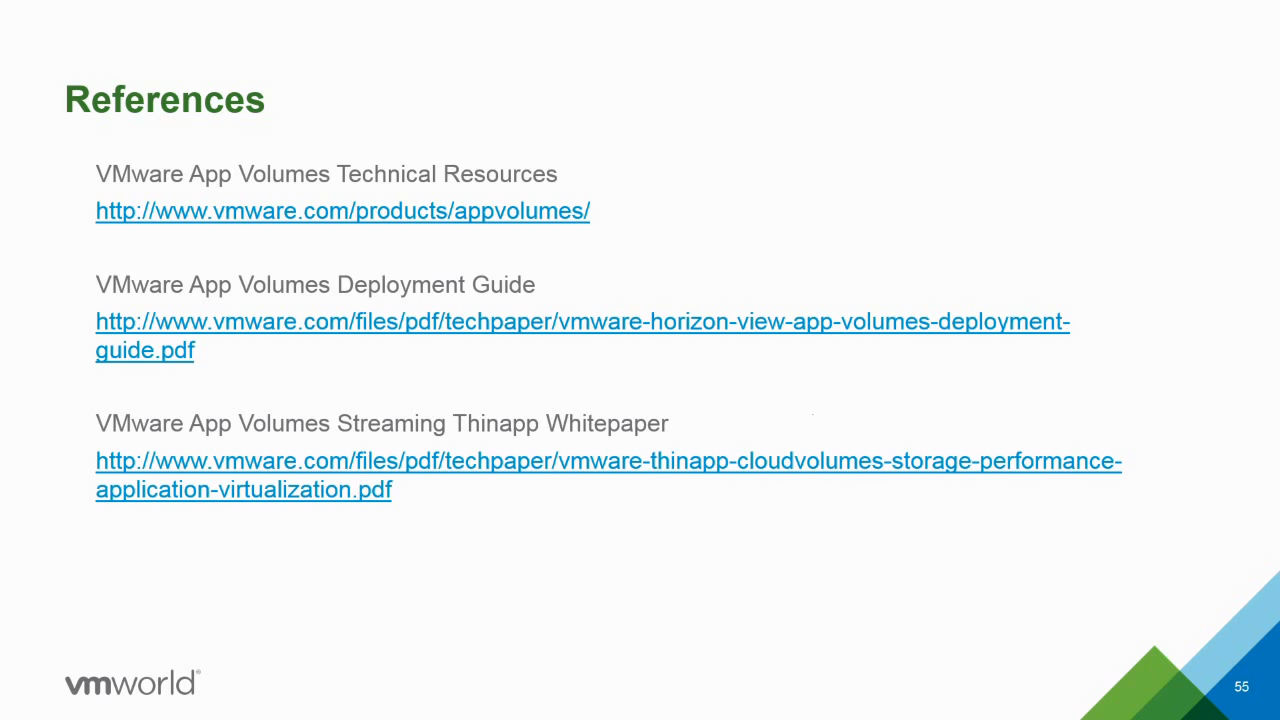 References
VMware App Volumes Technical Resources
http://www.vmware.com/products/appvolumes/
VMware App Volumes Deployment Guide
http://www.vmware.com/files/pdf/techpaper/vmware-horizon-view-app-volumes-deployment-
guide.pdf
VMware App Volumes Streaming Thinapp Whitepaper
http://www.vmware.com/files/pdf/techpaper/vmware-thinapp-cloudvolumes-storage-performance-
application-virtualization.pdf
vmworld®
55